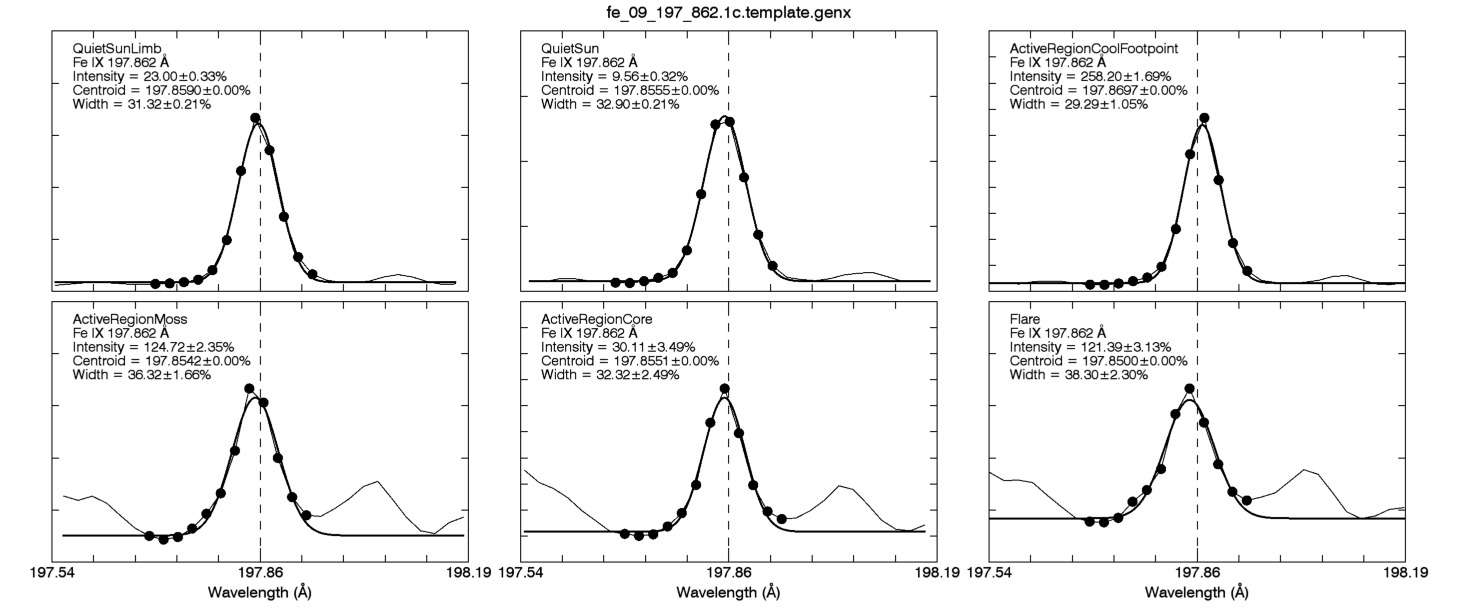 fe_09_197_862.1c.template.genx
QuietSunLimb
Fe IX 197.862 Å
Intensity = 23.00±0.33%
Centroid = 197.8590±0.00%
Width = 31.32±0.21%
QuietSun
Fe IX 197.862 Å
Intensity = 9.56±0.32%
Centroid = 197.8555±0.00%
Width = 32.90±0.21%
ActiveRegionCoolFootpoint
Fe IX 197.862 Å
Intensity = 258.20±1.69%
Centroid = 197.8697±0.00%
Width = 29.29±1.05%
ActiveRegionMoss
Fe IX 197.862 Å
Intensity = 124.72±2.35%
Centroid = 197.8542±0.00%
Width = 36.32±1.66%
ActiveRegionCore
Fe IX 197.862 Å
Intensity = 30.11±3.49%
Centroid = 197.8551±0.00%
Width = 32.32±2.49%
Flare
Fe IX 197.862 Å
Intensity = 121.39±3.13%
Centroid = 197.8500±0.00%
Width = 38.30±2.30%
197.54 197.86 198.19 197.54 197.86 198.19 197.54 197.86 198.19
Wavelength (Å) Wavelength (Å) Wavelength (Å)